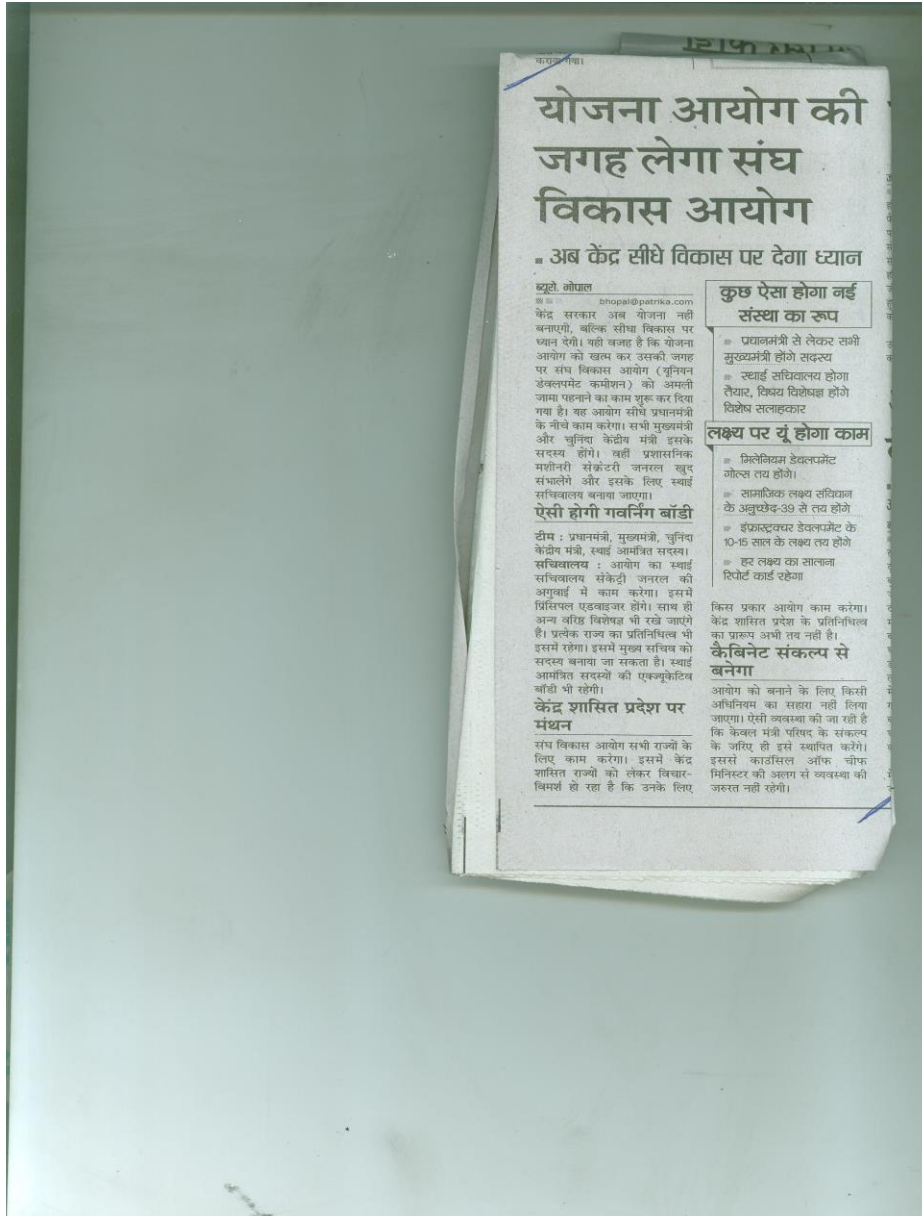 कराया गया।
योजना आयोग की
जगह लेगा संघ
विकास आयोग
अब केंद्र सीधे विकास पर देगा ध्यान
ब्यूरो. भोपाल
bhopal@patrika.com
केंद्र सरकार अब योजना नहीं
बनाएगी, बल्कि सीधा विकास पर
ध्यान देगी। यही वजह है कि योजना
आयोग को खत्म कर उसकी जगह
पर संघ विकास आयोग (यूनियन
डेवलपमेंट कमीशन) को अमली
जामा पहनाने का काम शुरू कर दिया
गया है। यह आयोग सीधे प्रधानमंत्री
के नीचे काम करेगा। सभी मुख्यमंत्री
और चुनिंदा केंद्रीय मंत्री इसके
सदस्य होंगे। वहीं प्रशासनिक
मशीनरी सेक्रेटरी जनरल खुद
संभालेंगे और इसके लिए स्थाई
सचिवालय बनाया जाएगा।
ऐसी होगी गवर्निंग बॉडी
टीम : प्रधानमंत्री, मुख्यमंत्री, चुनिंदा
केंद्रीय मंत्री, स्थाई आमंत्रित सदस्य।
सचिवालय : आयोग का स्थाई
सचिवालय सेकेट्री जनरल की
अगुवाई में काम करेगा। इसमें
प्रिंसिपल एडवाइजर होंगे। साथ ही
अन्य वरिष्ठ विशेषज्ञ भी रखे जाएंगे
है। प्रत्येक राज्य का प्रतिनिधित्व भी
इसमें रहेगा। इसमें मुख्य सचिव को
सदस्य बनाया जा सकता है। स्थाई
आमंत्रित सदस्यों की एक्ज्यूकेटिव
बॉडी भी रहेगी।
केंद्र शासित प्रदेश पर
मंथन
संघ विकास आयोग सभी राज्यों के
लिए काम करेगा। इसमें केंद्र
शासित राज्यों को लेकर विचार-
विमर्श हो रहा है कि उनके लिए
कुछ ऐसा होगा नई
संस्था का रूप
प्रधानमंत्री से लेकर सभी
मुख्यमंत्री होंगे सदस्य
स्थाई सचिवालय होगा
तैयार, विषय विशेषज्ञ होंगे
विशेष सलाहकार
लक्ष्य पर यूं होगा काम
मिलेनियम डेवलपमेंट
गोल्स तय होंगे।
सामाजिक लक्ष्य संविधान
के अनुच्छेद-39 से तय होंगे
इंफ्रास्ट्रक्चर डेवलपमेंट के
10-15 साल के लक्ष्य तय होंगे
हर लक्ष्य का सालाना
रिपोर्ट कार्ड रहेगा
किस प्रकार आयोग काम करेगा।
केंद्र शासित प्रदेश के प्रतिनिधित्व
का प्रारूप अभी तय नहीं है।
कैबिनेट संकल्प से
बनेगा
आयोग को बनाने के लिए किसी
अधिनियम का सहारा नहीं लिया
जाएगा। ऐसी व्यवस्था की जा रही है
कि केवल मंत्री परिषद के संकल्प
के जरिए ही इसे स्थापित करेंगे।
इससे काउंसिल ऑफ चीफ
मिनिस्टर की अलग से व्यवस्था की
जरूरत नहीं रहेगी।